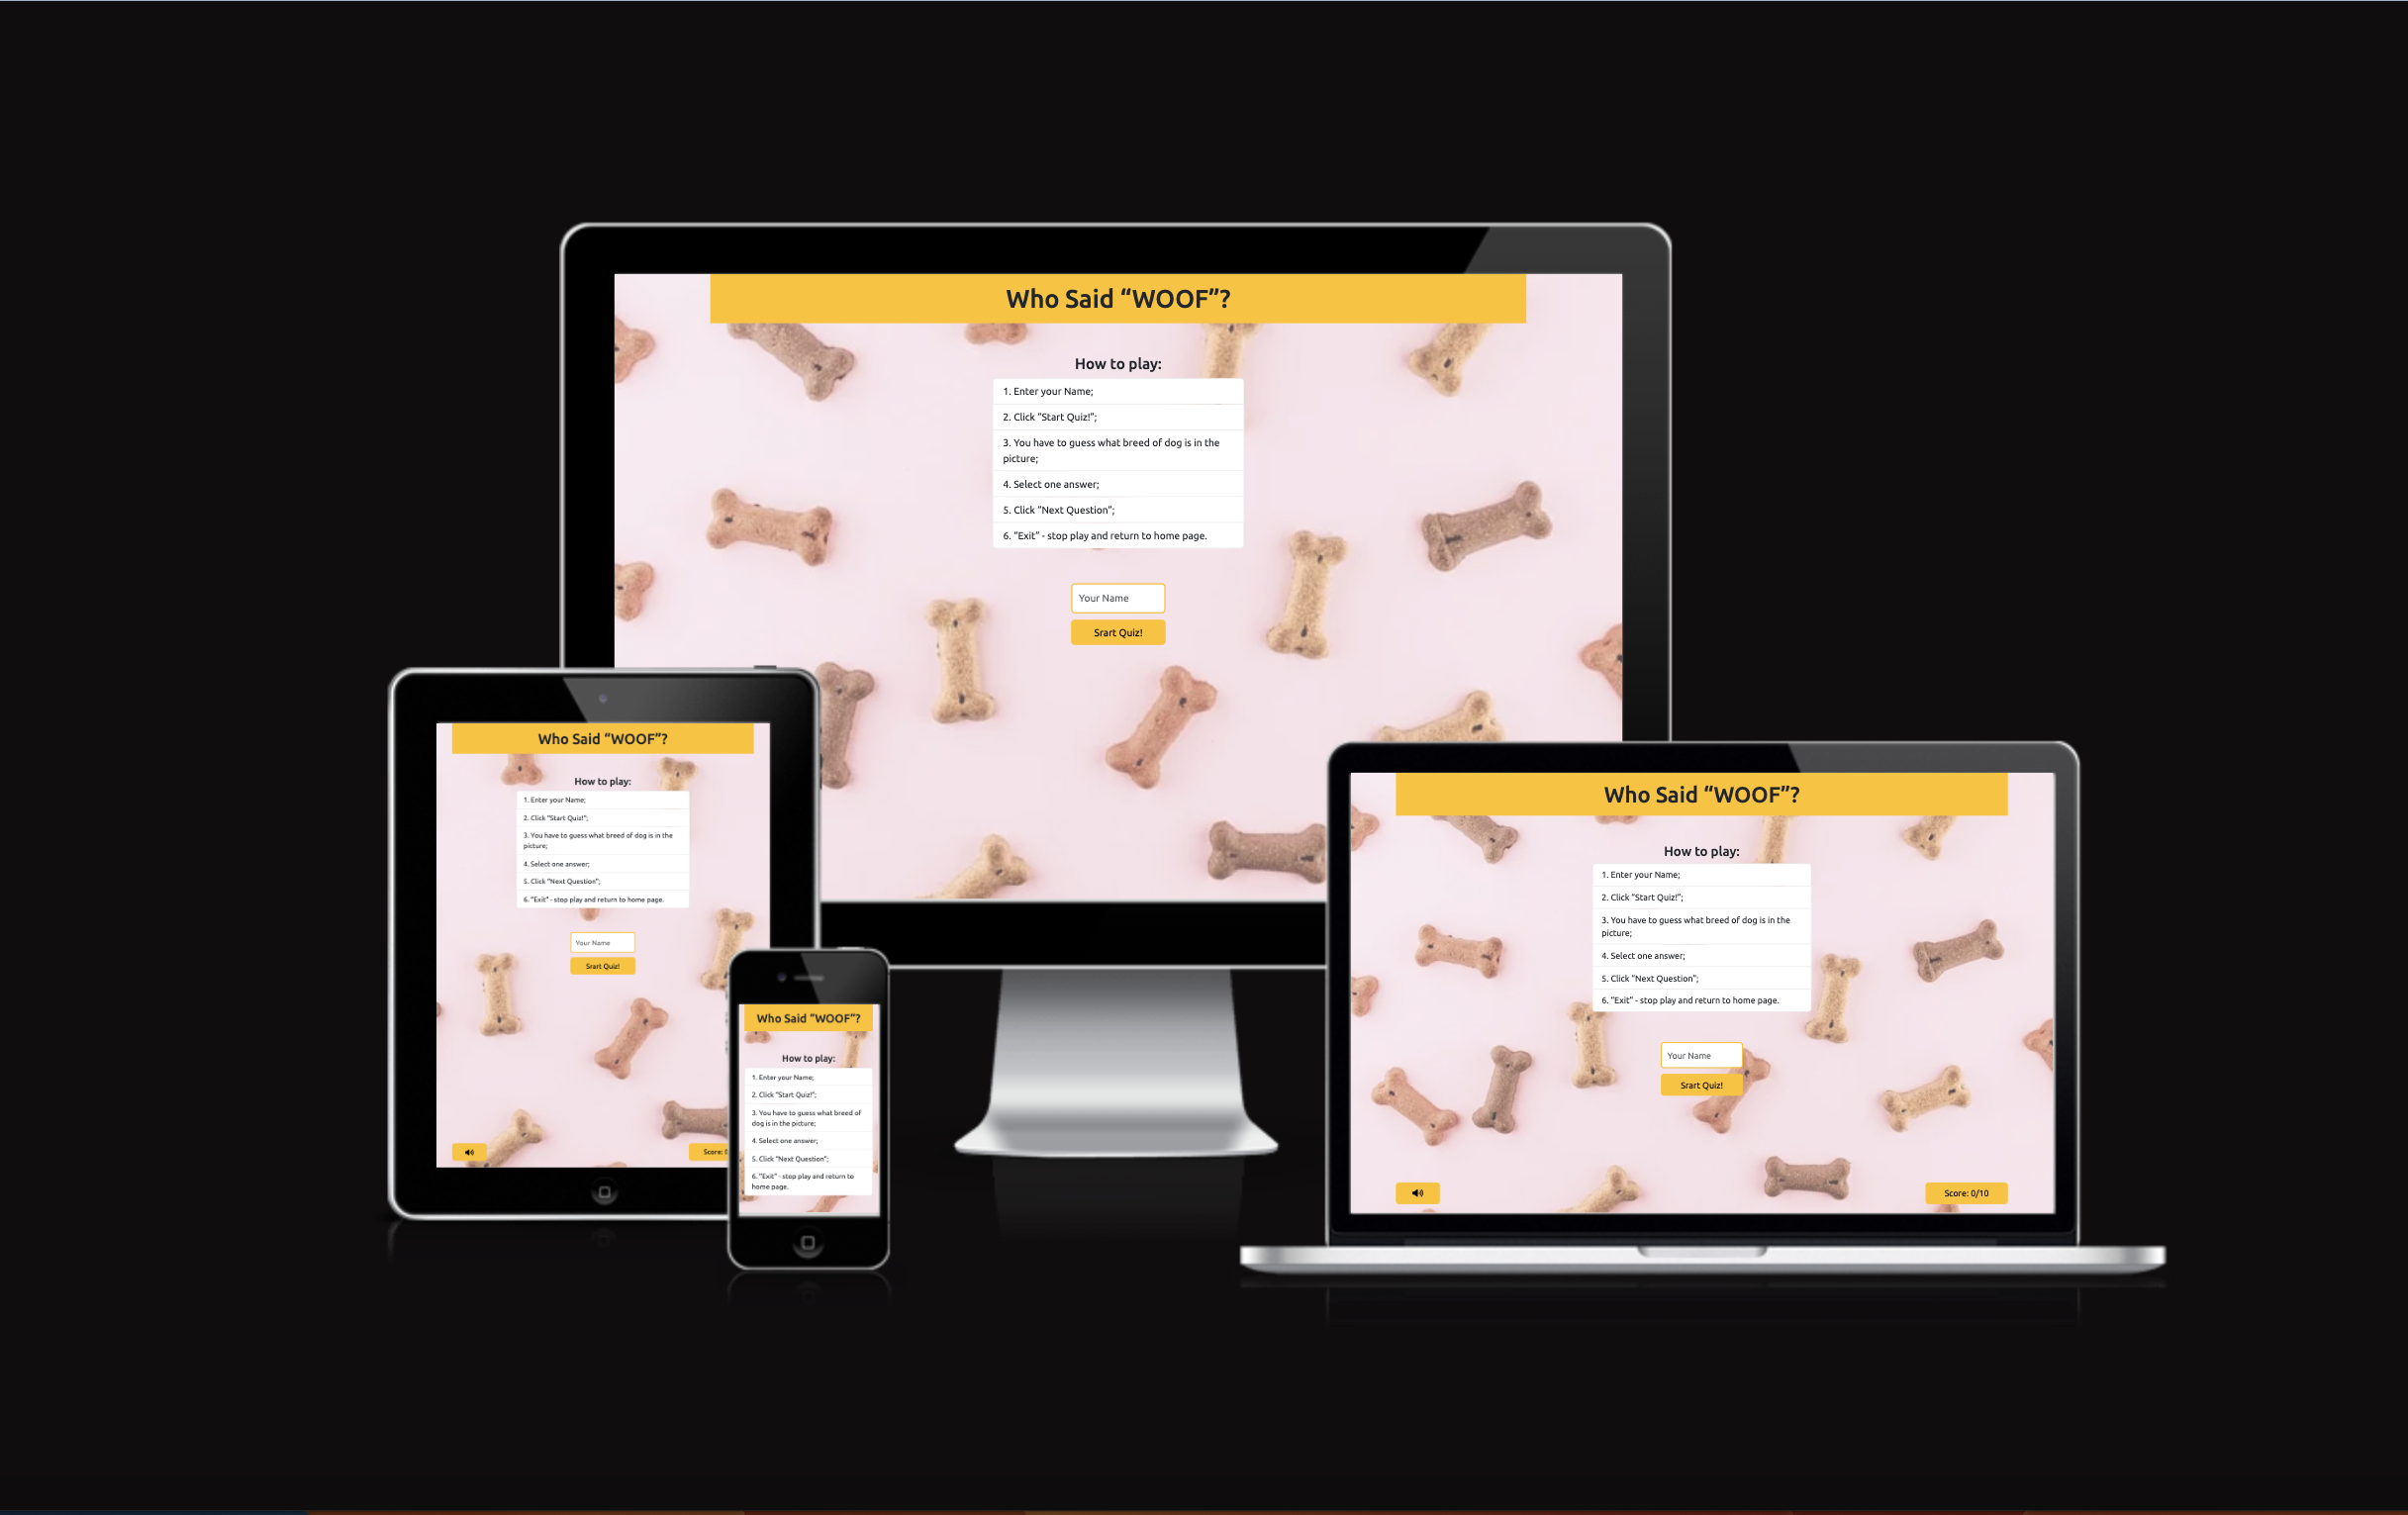 Who Said “WOOF”?
How to play:
1. Enter your Name;
2. Click “Start Quiz!”;
3. You have to guess what breed of dog is in the
picture;
4. Select one answer;
5. Click “Next Question”;
6. “Exit” - stop play and return to home page.
Your Name
Srart Quiz!
Who Said “WOOF”?
How to play:
1. Enter your Name;
2. Click “Start Quiz!”;
3. You have to guess what breed of dog is in the
picture;
4. Select one answer;
5. Click “Next Question”;
6. “Exit” - stop play and return to home page.
Your Name
Srart Quiz!
Score: 0
Who Said “WOOF”?
How to play:
1. Enter your Name;
2. Click “Start Quiz!”;
3. You have to guess what breed of
dog is in the picture;
4. Select one answer;
5. Click “Next Question”;
6. “Exit” - stop play and return to
home page.
Who Said “WOOF”?
How to play:
1. Enter your Name;
2. Click “Start Quiz!”;
3. You have to guess what breed of dog is in the
picture;
4. Select one answer;
5. Click “Next Question”;
6. “Exit” - stop play and return to home page.
Your Name
Srart Quiz!
Score: 0/10